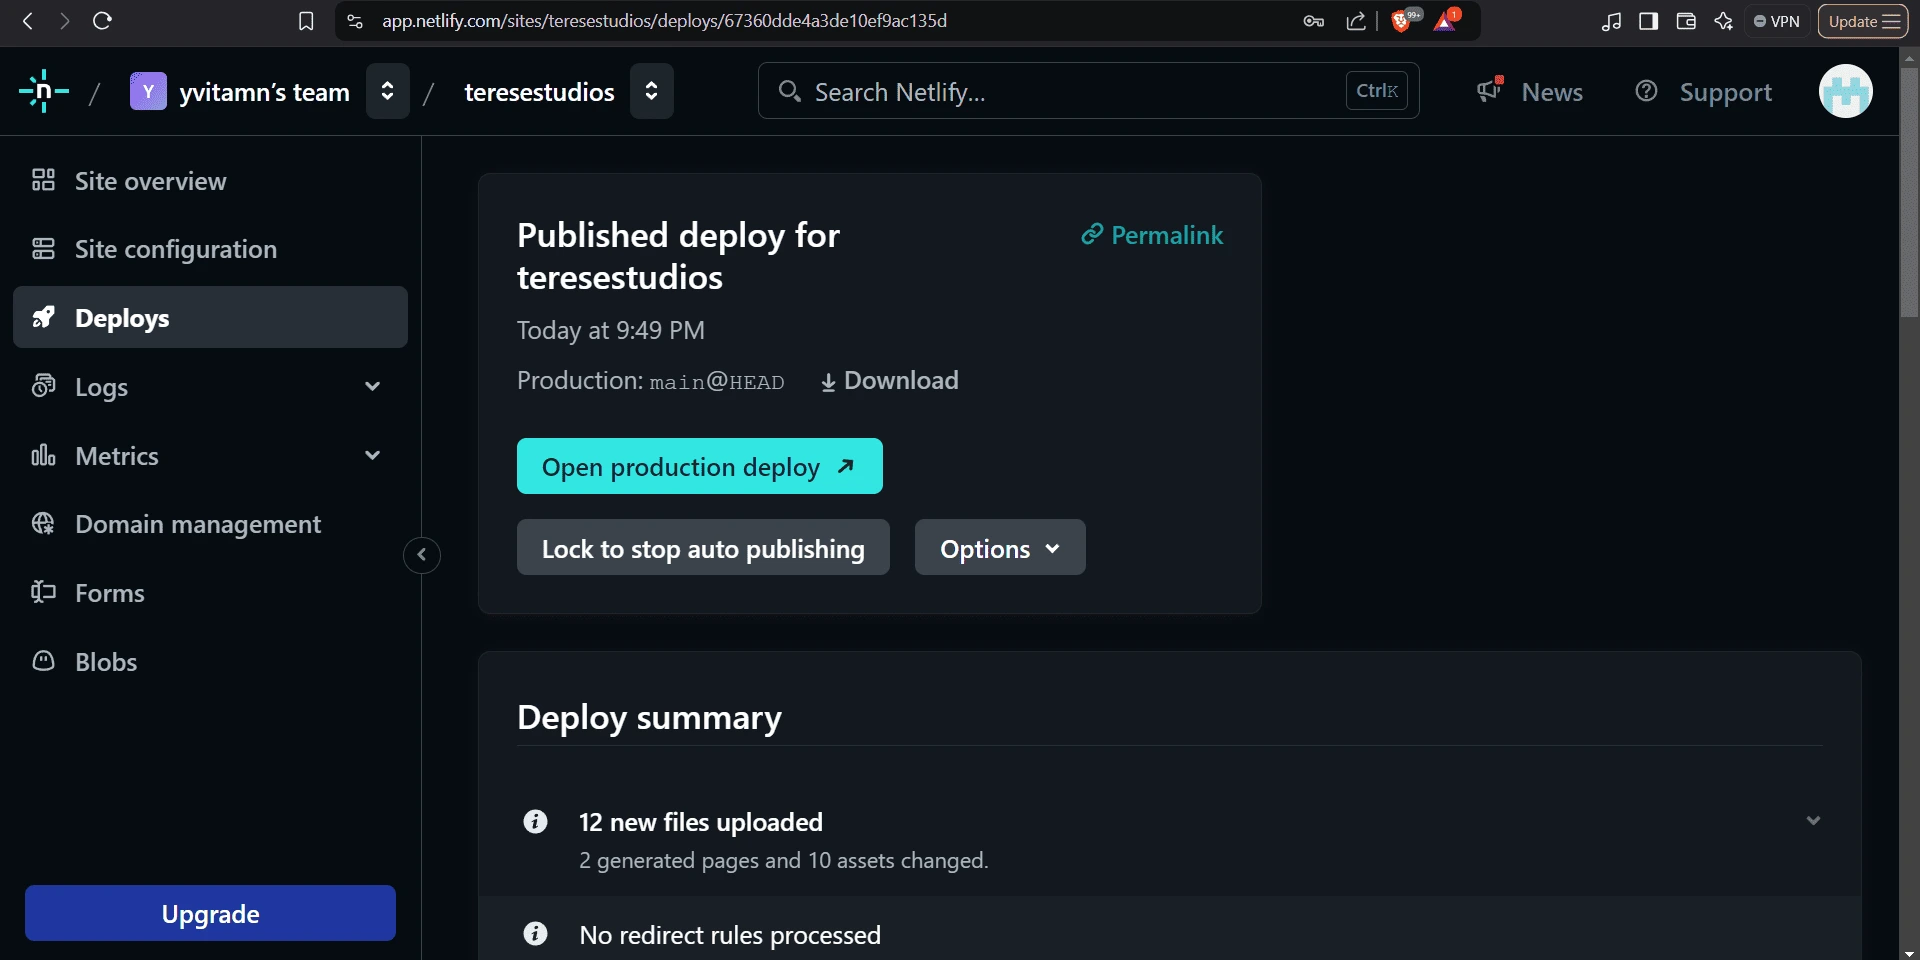 app.netlify.com/sites/teresestudios/deploys/67360dde4a3de10ef9ac135d
99+
1
VPN
Update
n
/
Y
yvitamn's team
/
teresestudios
Search Netlify...
CtrlK
News
Support
Site overview
Site configuration
Deploys
Logs
Metrics
Domain management
Forms
Blobs
Upgrade
Published deploy for
teresestudios
Permalink
Today at 9:49 PM
Production: main@HEAD
Download
Open production deploy
Lock to stop auto publishing
Options
Deploy summary
12 new files uploaded
2 generated pages and 10 assets changed.
No redirect rules processed